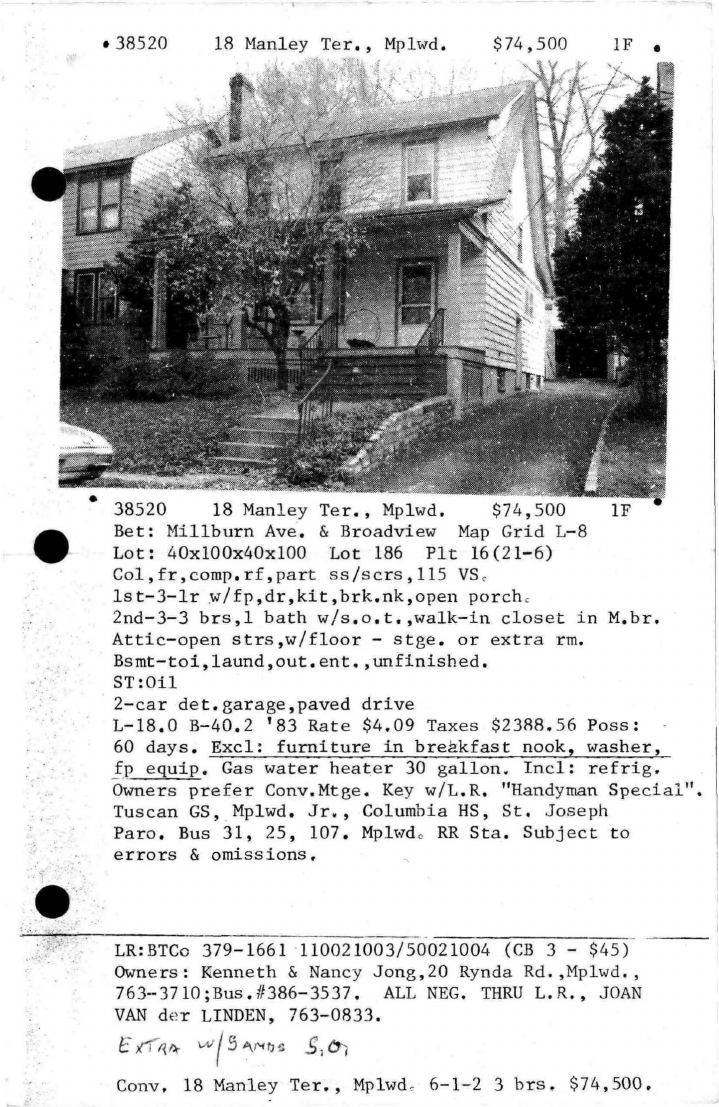 38520 18 Manley Ter., Mplwd. $74,500 1F
38520 18 Manley Ter., Mplwd. $74,500 1F
Bet: Millburn Ave. & Broadview Map Grid L-8
Lot: 40x100x40x100 Lot 186 Plt 16(21-6)
Col,fr,comp.rf,part ss/scrs,115 VS.
1st-3-lr w/fp,dr,kit,brk.nk,open porch.
2nd-3-3 brs,1 bath w/s.o.t.,walk-in closet in M.br.
Attic-open strs,w/floor - stge. or extra rm.
Bsmt-toi,laund,out.ent.,unfinished.
ST:Oil
2-car det.garage,paved drive
L-18.0 B-40.2 '83 Rate $4.09 Taxes $2388.56 Poss:
60 days. Excl: furniture in breakfast nook, washer,
fp equip. Gas water heater 30 gallon. Incl: refrig.
Owners prefer Conv.Mtge. Key w/L.R. "Handyman Special".
Tuscan GS, Mplwd. Jr., Columbia HS, St. Joseph
Paro. Bus 31, 25, 107. Mplwd. RR Sta. Subject to
errors & omissions.
LR:BTCo 379-1661 110021003/50021004 (CB 3 - $45)
Owners: Kenneth & Nancy Jong,20 Rynda Rd.,Mplwd.,
763-3710;Bus.#386-3537. ALL NEG. THRU L.R., JOAN
VAN der LINDEN, 763-0833.
EXTRA w/
Conv. 18 Manley Ter., Mplwd. 6-1-2 3 brs. $74,500.